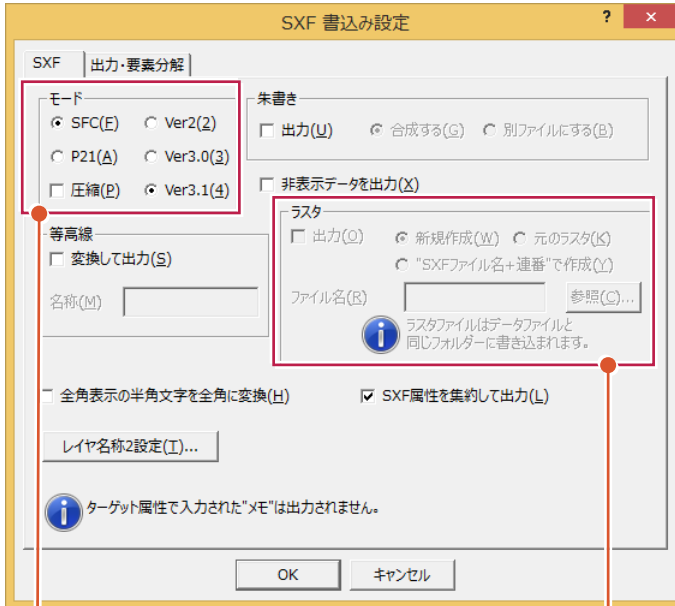 SXF 書込み設定
? ×
SXF 出力・要素分解
モード
SFC(F) Ver2(2)
P21(A) Ver3.0(3)
圧縮(P) Ver3.1(4)
朱書き
出力(U) 合成する(G) 別ファイルにする(B)
非表示データを出力(X)
等高線
変換して出力(S)
名称(M)
ラスタ
出力(O) 新規作成(W) 元のラスタ(K)
"SXFファイル名+連番"で作成(Y)
ファイル名(R) 参照(C)...
ラスタファイルはデータファイルと
同じフォルダーに書き込まれます。
全角表示の半角文字を全角に変換(H) SXF属性を集約して出力(L)
レイヤ名称2設定(T)...
ターゲット属性で入力された"メモ"は出力されません。
OK キャンセル